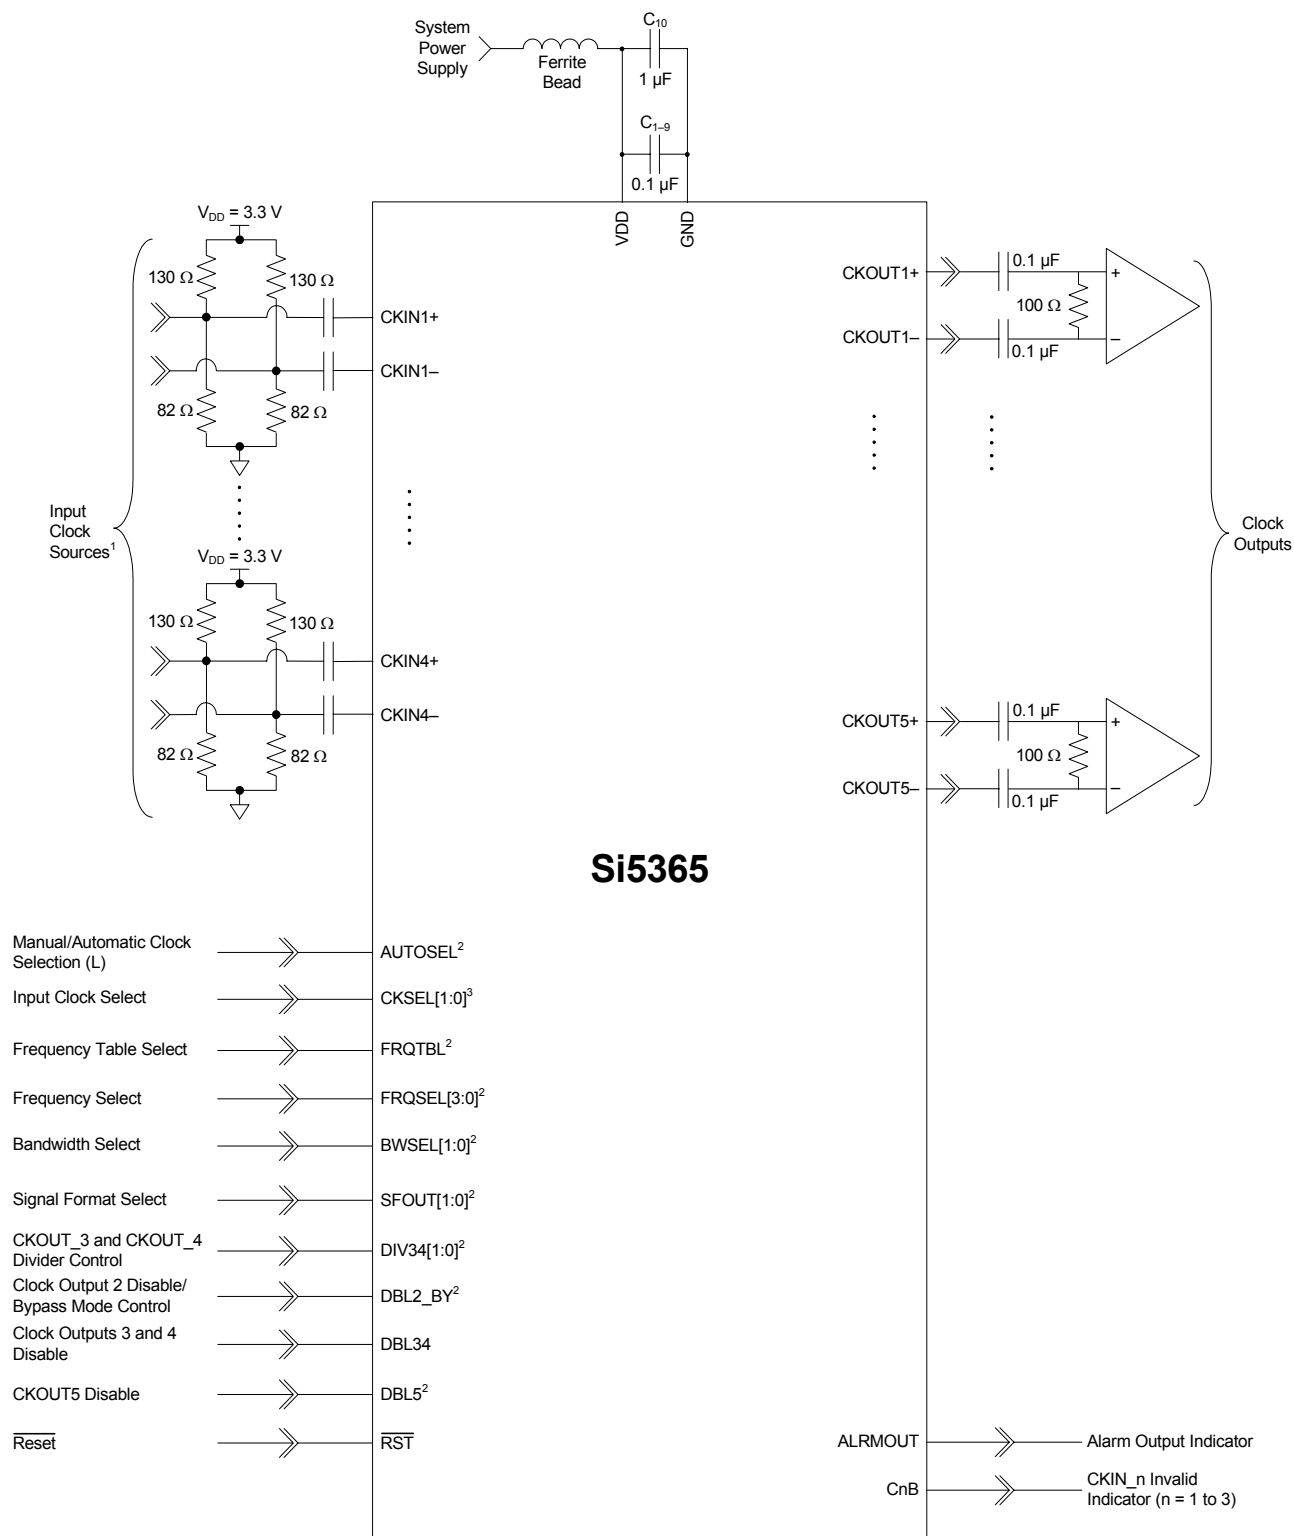 System
Power
Supply
Ferrite
Bead
C10
1 µF
C1–9
0.1 µF
VDD
GND
VDD = 3.3 V
130 Ω
130 Ω
82 Ω
82 Ω
CKIN1+
CKIN1–
Input
Clock
Sources1
VDD = 3.3 V
130 Ω
130 Ω
82 Ω
82 Ω
CKIN4+
CKIN4–
CKOUT1+
CKOUT1–
0.1 µF
100 Ω
0.1 µF
+
–
Clock
Outputs
CKOUT5+
CKOUT5–
0.1 µF
100 Ω
0.1 µF
+
–
Si5365
Manual/Automatic Clock
Selection (L)
AUTOSEL2
Input Clock Select
CKSEL[1:0]3
Frequency Table Select
FRQTBL2
Frequency Select
FRQSEL[3:0]2
Bandwidth Select
BWSEL[1:0]2
Signal Format Select
SFOUT[1:0]2
CKOUT_3 and CKOUT_4
Divider Control
DIV34[1:0]2
Clock Output 2 Disable/
Bypass Mode Control
DBL2_BY2
Clock Outputs 3 and 4
Disable
DBL34
CKOUT5 Disable
DBL52
Reset
RST
ALRMOUT
Alarm Output Indicator
CnB
CKIN_n Invalid
Indicator (n = 1 to 3)